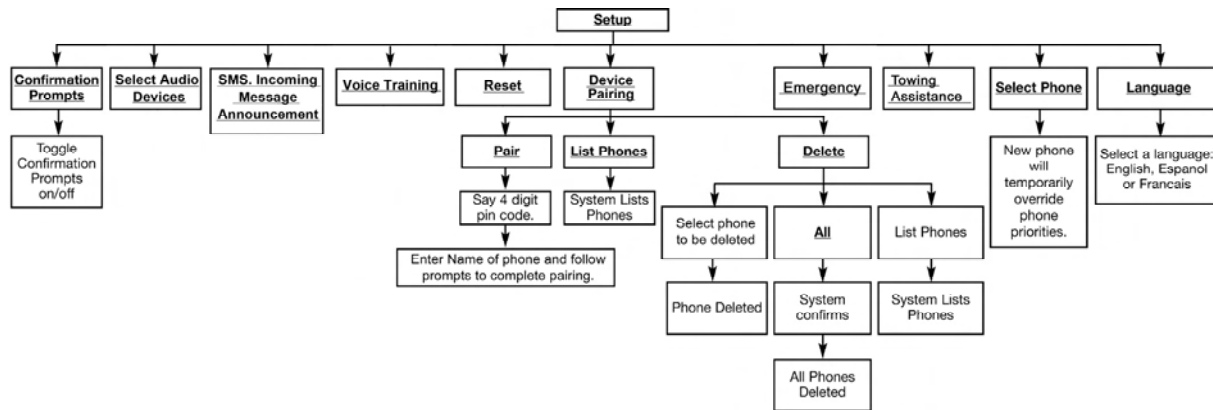 Setup
Confirmation
Prompts
Select Audio
Devices
SMS. Incoming
Message
Announcement
Voice Training
Reset
Device
Pairing
Emergency
Towing
Assistance
Select Phone
Language
Toggle
Confirmation
Prompts
on/off
Pair
List Phones
Delete
New phone
will
temporarily
override
phone
priorities.
Select a language:
English, Espanol
or Francais
Say 4 digit
pin code.
System Lists
Phones
Select phone
to be deleted
All
List Phones
Enter Name of phone and follow
prompts to complete pairing.
Phone Deleted
System
confirms
System Lists
Phones
All Phones
Deleted